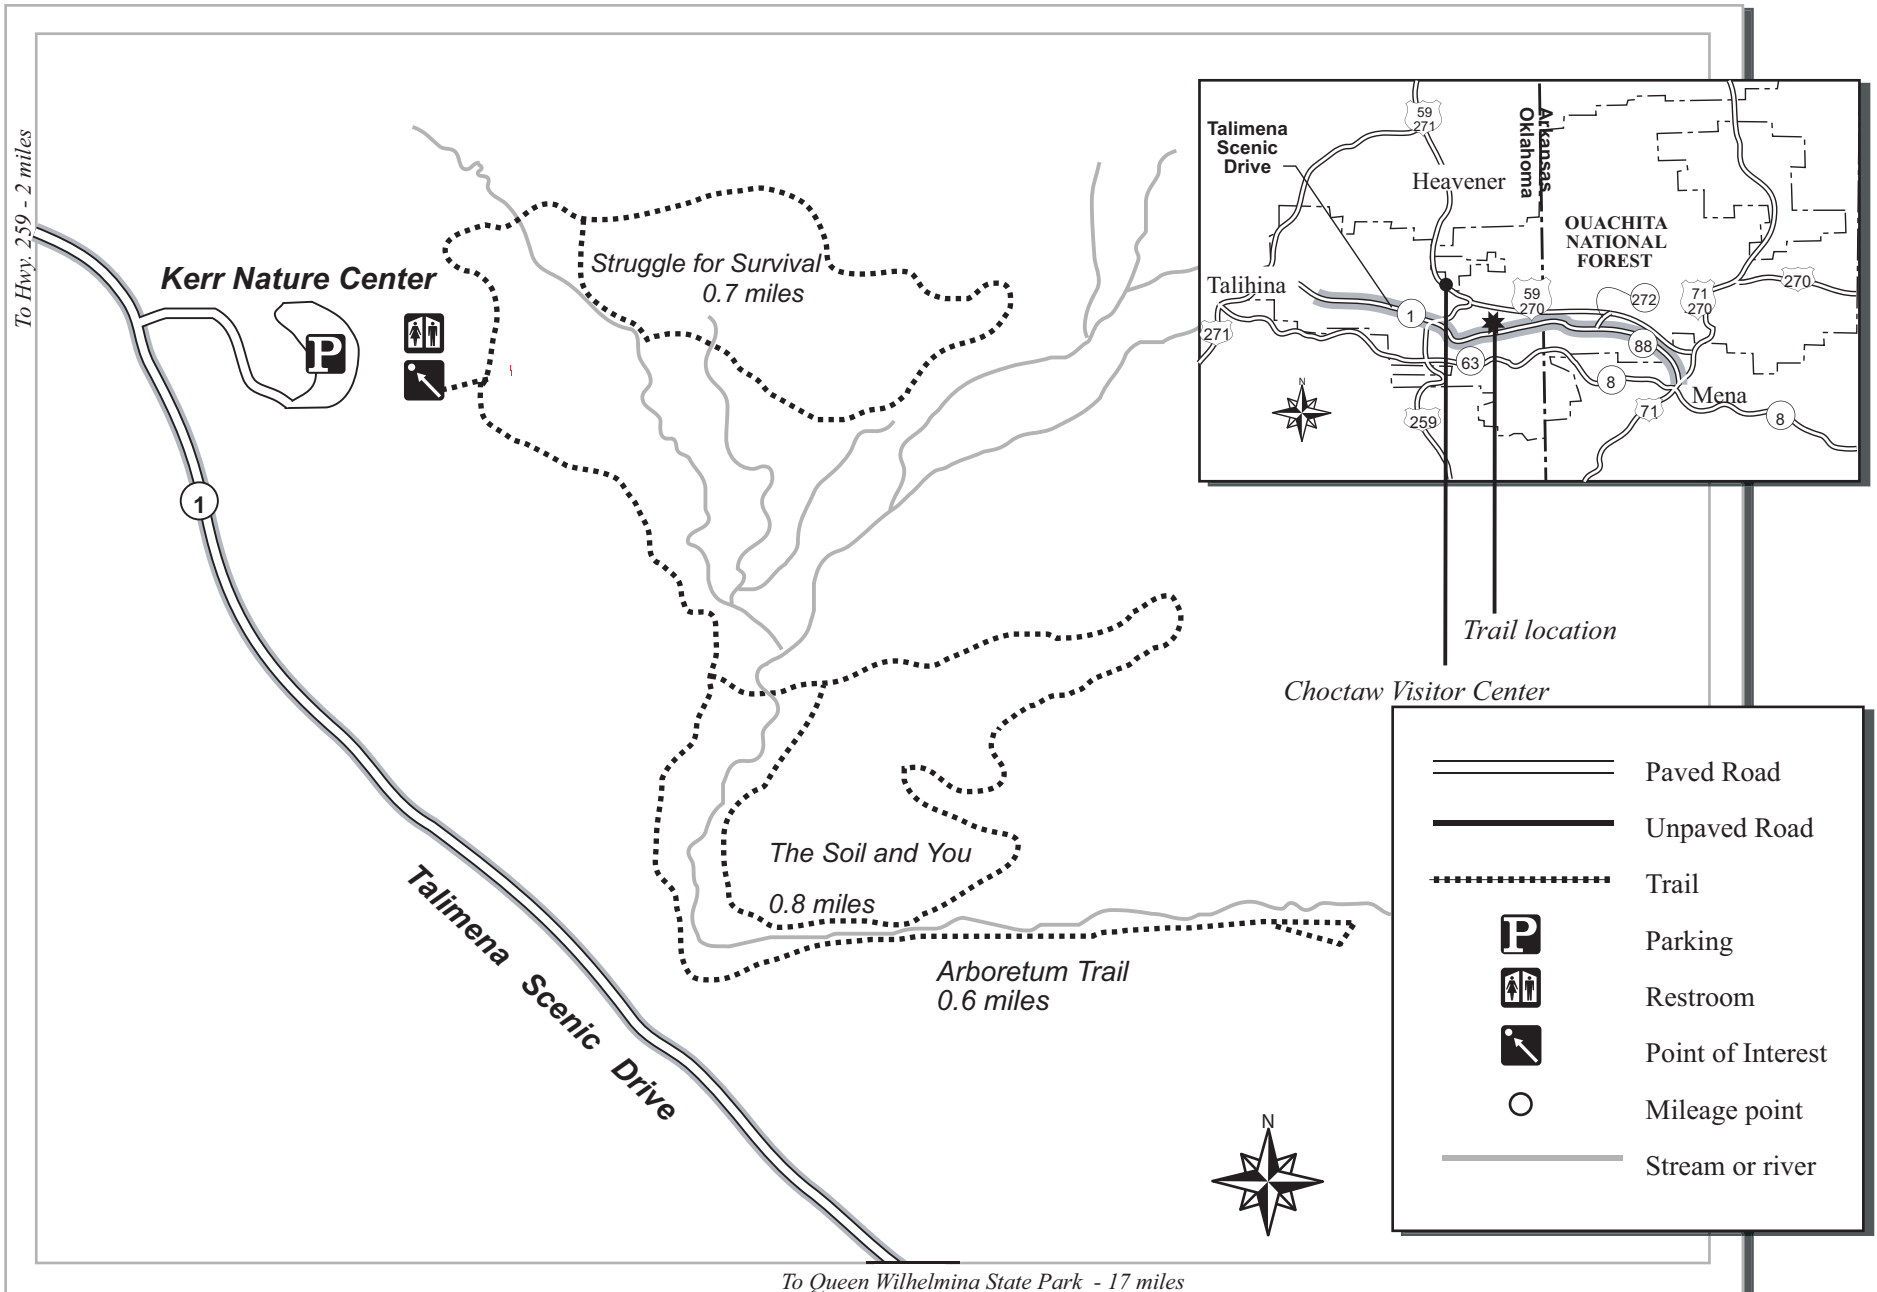 To Hwy. 259 - 2 miles
Kerr Nature Center
P
1
Struggle for Survival
0.7 miles
The Soil and You
0.8 miles
Arboretum Trail
0.6 miles
Talimena Scenic Drive
N
To Queen Wilhelmina State Park - 17 miles
Talimena
Scenic
Drive
59
271
Heavener
Oklahoma
Arkansas
OUACHITA
NATIONAL
FOREST
Talihina
271
1
59
270
272
71
270
270
63
88
8
259
71
Mena
8
N
Trail location
Choctaw Visitor Center
Paved Road
Unpaved Road
Trail
P
Parking
Restroom
Point of Interest
Mileage point
Stream or river